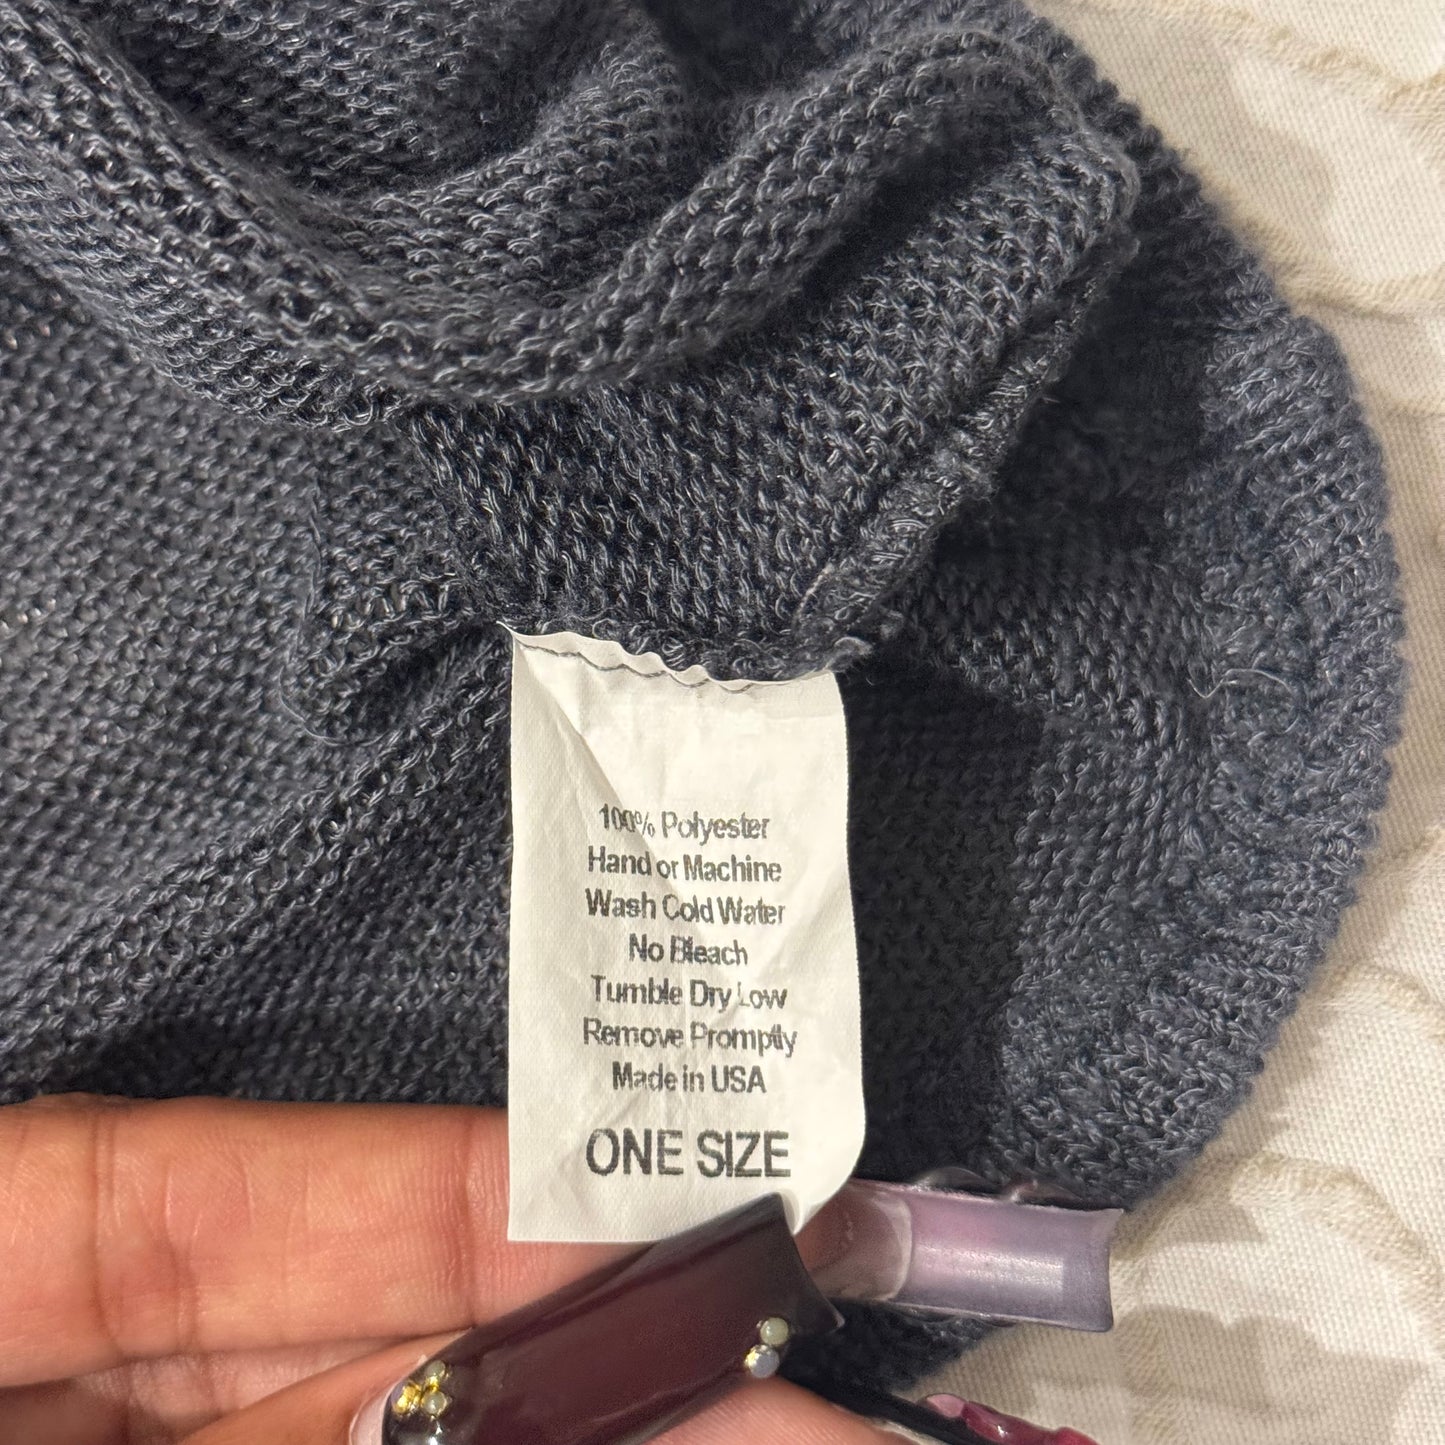 100% Polyester
Hand or Machine
Wash Cold Water
No Bleach
Tumble Dry Low
Remove Promptly
Made in USA
ONE SIZE